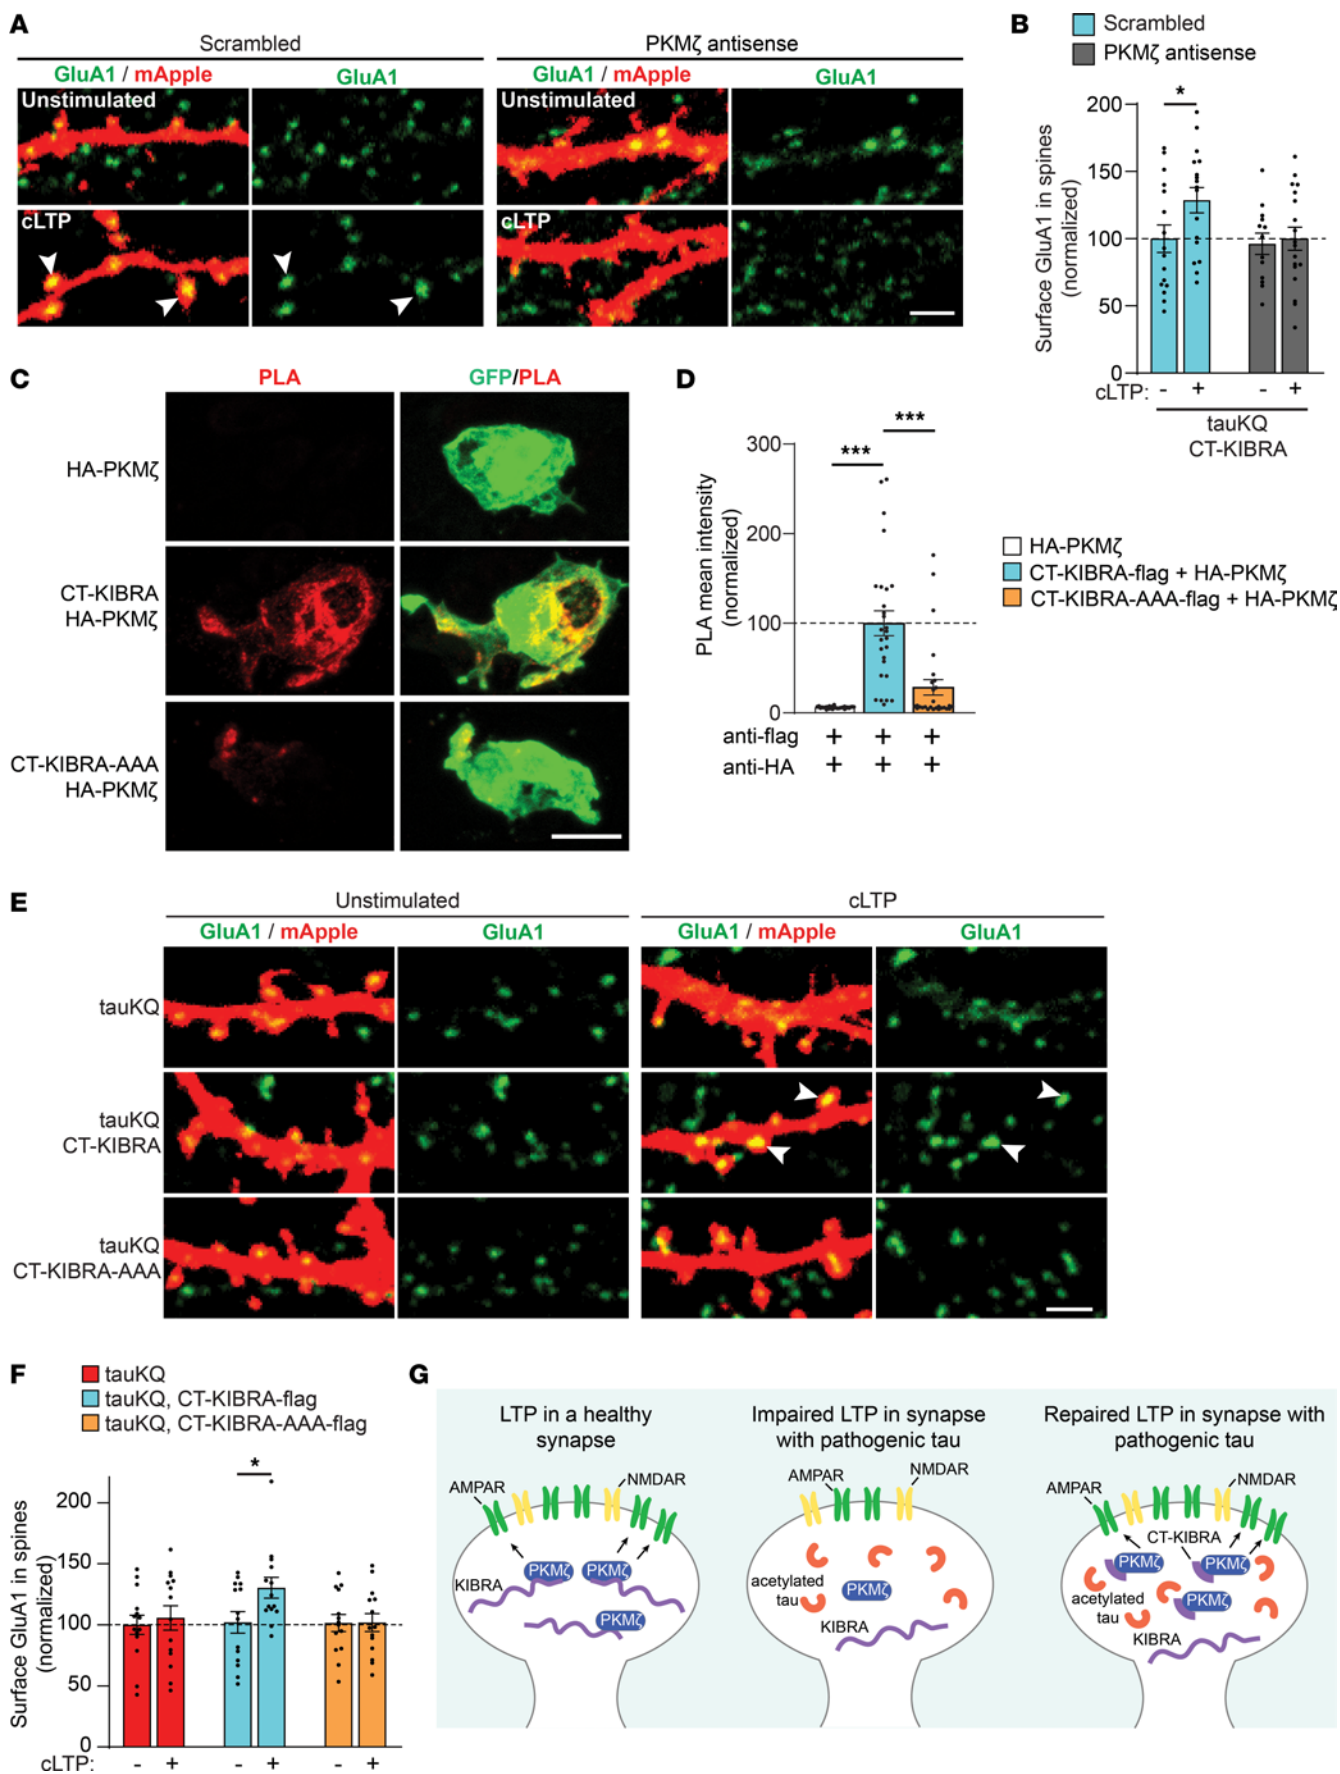 A
Scrambled
PKMζ antisense
GluA1 / mApple
GluA1
GluA1 / mApple
GluA1
Unstimulated
Unstimulated
cLTP
cLTP
B
Scrambled
PKMζ antisense
Surface GluA1 in spines
(normalized)
200
150
100
50
0
*
cLTP:
-
+
-
+
tauKQ
CT-KIBRA
C
PLA
GFP/PLA
HA-PKMζ
CT-KIBRA
HA-PKMζ
CT-KIBRA-AAA
HA-PKMζ
D
PLA mean intensity
(normalized)
300
200
100
0
***
***
anti-flag
+
+
+
anti-HA
+
+
+
HA-PKMζ
CT-KIBRA-flag + HA-PKMζ
CT-KIBRA-AAA-flag + HA-PKMζ
E
Unstimulated
cLTP
GluA1 / mApple
GluA1
GluA1 / mApple
GluA1
tauKQ
tauKQ
CT-KIBRA
tauKQ
CT-KIBRA-AAA
F
tauKQ
tauKQ, CT-KIBRA-flag
tauKQ, CT-KIBRA-AAA-flag
Surface GluA1 in spines
(normalized)
200
150
100
50
0
*
cLTP:
-
+
-
+
-
+
G
LTP in a healthy
synapse
AMPAR
NMDAR
PKMζ
PKMζ
KIBRA
PKMζ
Impaired LTP in synapse
with pathogenic tau
AMPAR
NMDAR
acetylated
tau
PKMζ
KIBRA
Repaired LTP in synapse with
pathogenic tau
AMPAR
NMDAR
CT-KIBRA
PKMζ
PKMζ
acetylated
tau
PKMζ
KIBRA